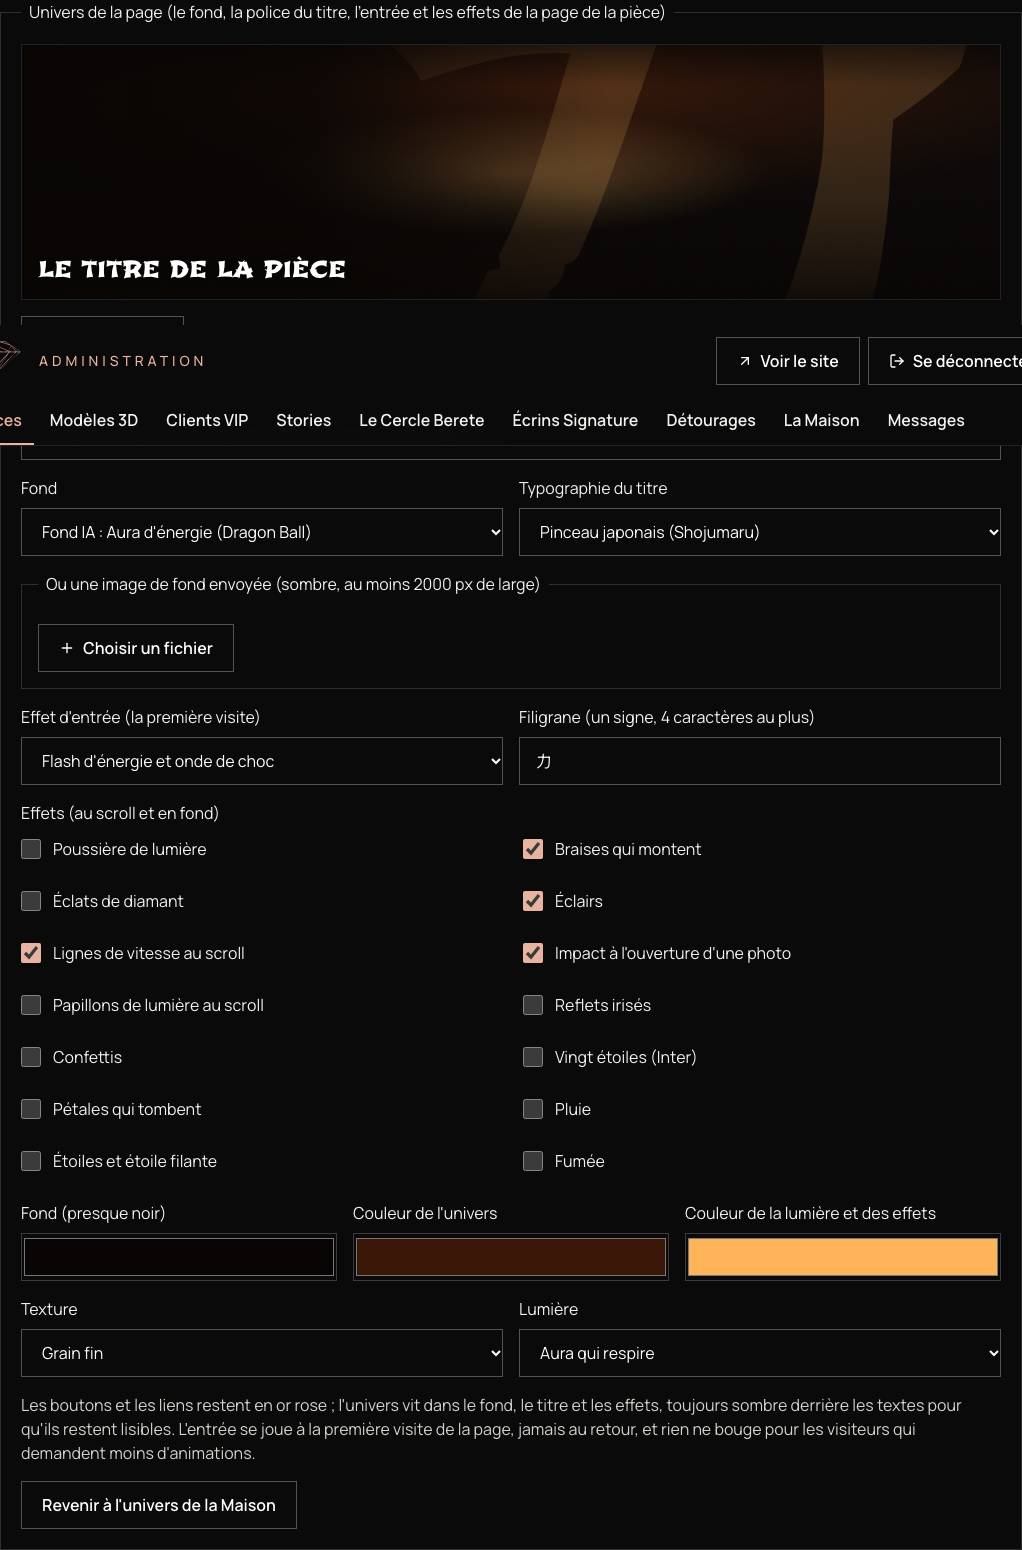 Univers de la page (le fond, la police du titre, l'entrée et les effets de la page de la pièce)
LE TITRE DE LA PIÈCE
ADMINISTRATION
Voir le site
Se déconnecte
ces
Modèles 3D
Clients VIP
Stories
Le Cercle Berete
Écrins Signature
Détourages
La Maison
Messages
Fond
Typographie du titre
Fond IA : Aura d'énergie (Dragon Ball)
Pinceau japonais (Shojumaru)
Ou une image de fond envoyée (sombre, au moins 2000 px de large)
+ Choisir un fichier
Effet d'entrée (la première visite)
Filigrane (un signe, 4 caractères au plus)
Flash d'énergie et onde de choc
力
Effets (au scroll et en fond)
Poussière de lumière
Braises qui montent
Éclats de diamant
Éclairs
Lignes de vitesse au scroll
Impact à l'ouverture d'une photo
Papillons de lumière au scroll
Reflets irisés
Confettis
Vingt étoiles (Inter)
Pétales qui tombent
Pluie
Étoiles et étoile filante
Fumée
Fond (presque noir)
Couleur de l'univers
Couleur de la lumière et des effets
Texture
Lumière
Grain fin
Aura qui respire
Les boutons et les liens restent en or rose ; l'univers vit dans le fond, le titre et les effets, toujours sombre derrière les textes pour
qu'ils restent lisibles. L'entrée se joue à la première visite de la page, jamais au retour, et rien ne bouge pour les visiteurs qui
demandent moins d'animations.
Revenir à l'univers de la Maison